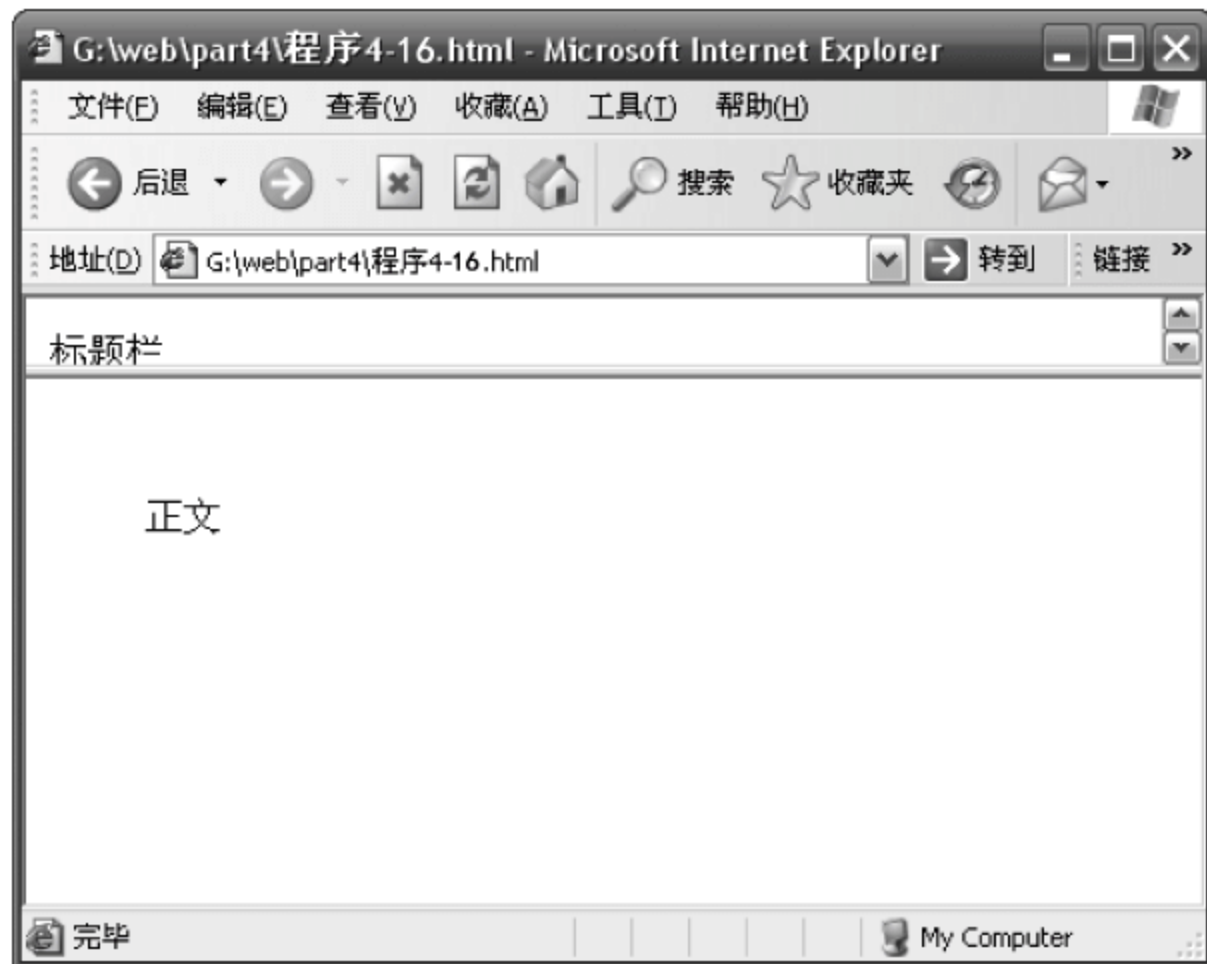 G:\web\part4\程序4-16.html - Microsoft Internet Explorer
文件(F) 编辑(E) 查看(V) 收藏(A) 工具(T) 帮助(H)
后退 搜索 收藏夹 »
地址(D) G:\web\part4\程序4-16.html 转到 链接 »
标题栏
正文
完毕 My Computer